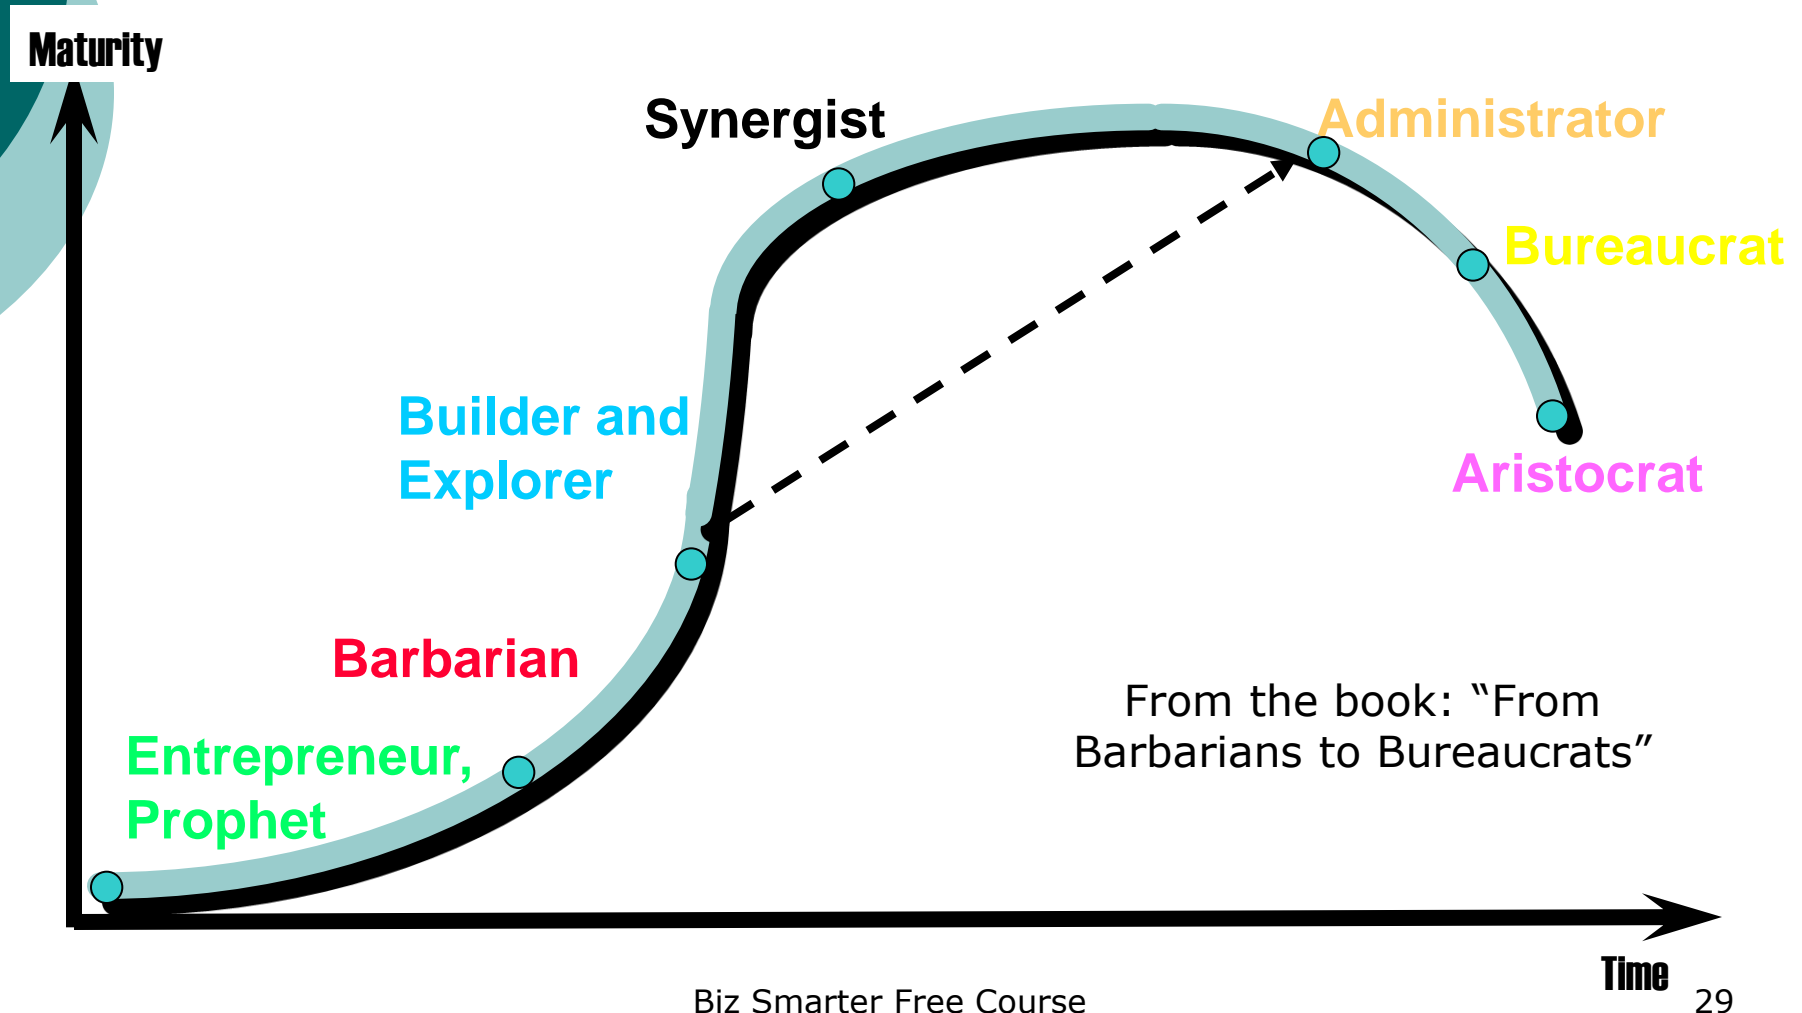 Maturity
Synergist
Administrator
Bureaucrat
Builder and
Explorer
Aristocrat
Barbarian
From the book: “From
Barbarians to Bureaucrats”
Entrepreneur,
Prophet
Time
Biz Smarter Free Course
29